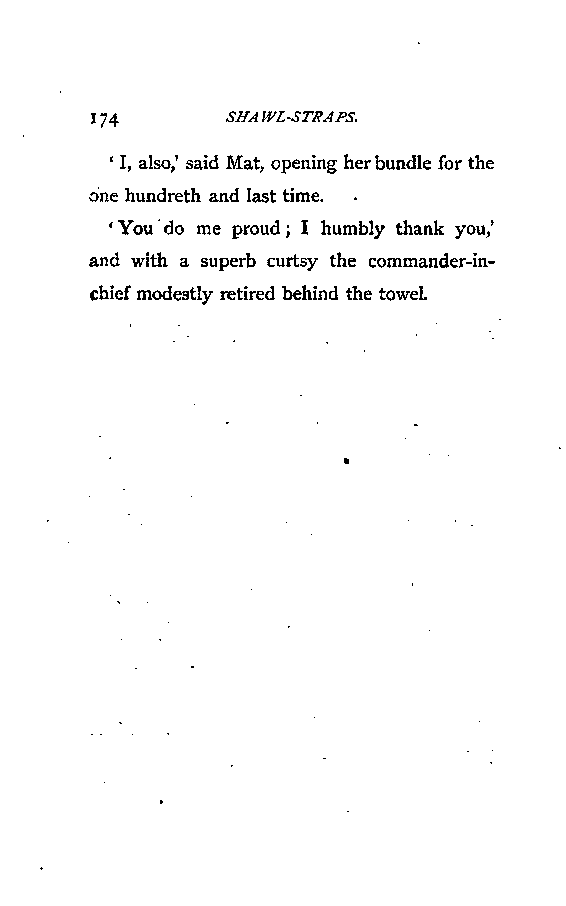 174 SHAWL-STRAPS.
‘ I, also,’ said Mat, opening her bundle for the
one hundreth and last time.
‘ You do me proud ; I humbly thank you,’
and with a superb curtsy the commander-in-
chief modestly retired behind the towel.